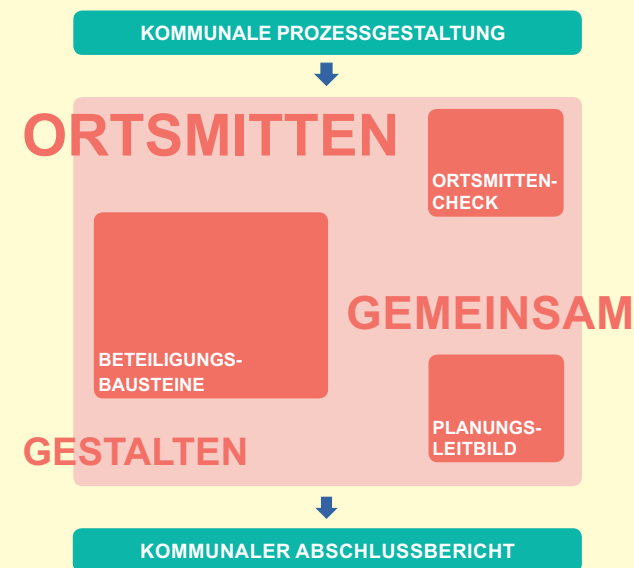 KOMMUNALE PROZESSGESTALTUNG
ORTSMITTEN
ORTSMITTEN-
CHECK
GEMEINSAM
BETEILIGUNGS-
BAUSTEINE
PLANUNGS-
LEITBILD
GESTALTEN
KOMMUNALER ABSCHLUSSBERICHT